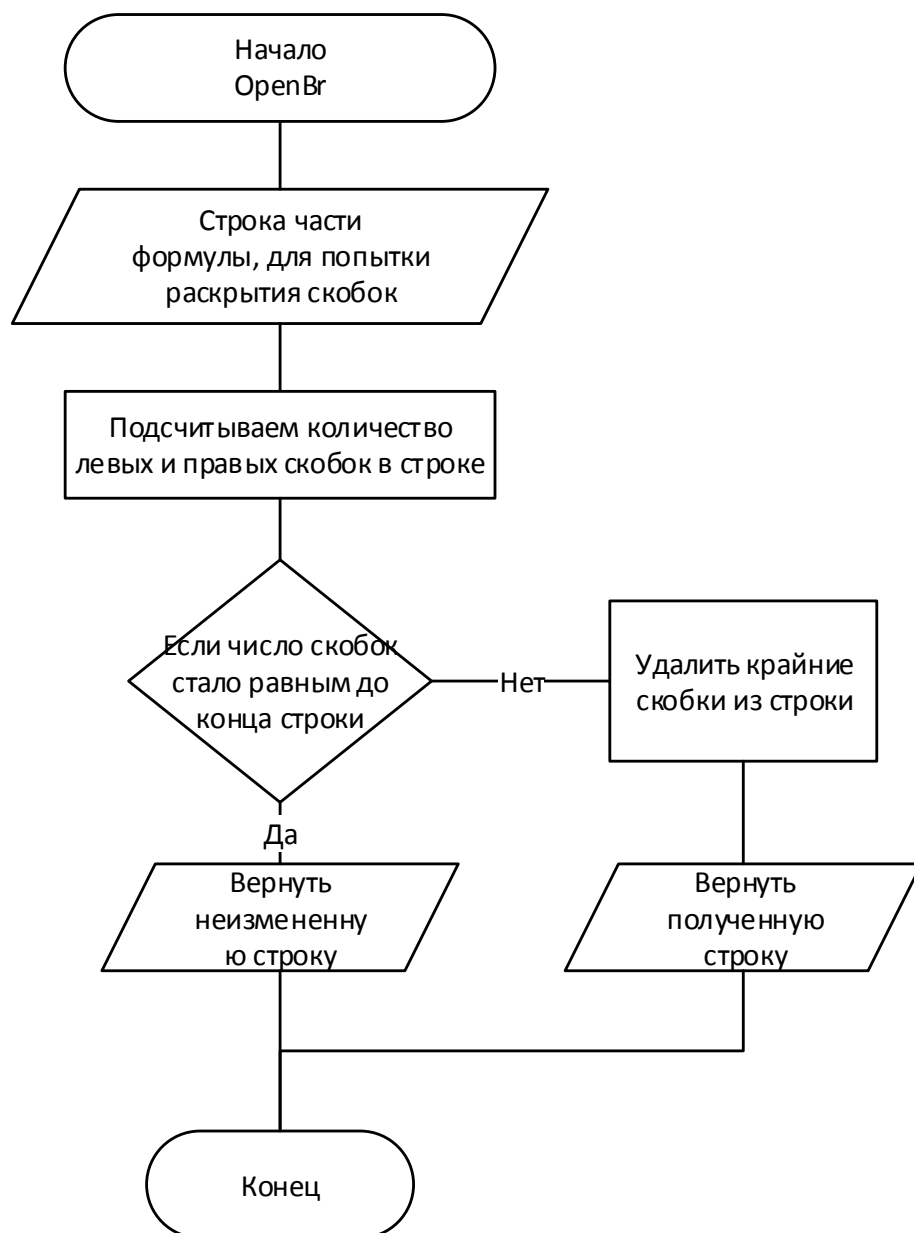 Начало
OpenBr
Строка части
формулы, для попытки
раскрытия скобок
Подсчитываем количество
левых и правых скобок в строке
Если число скобок
стало равным до
конца строки
Нет
Удалить крайние
скобки из строки
Да
Вернуть
неизмененну
ю строку
Вернуть
полученную
строку
Конец